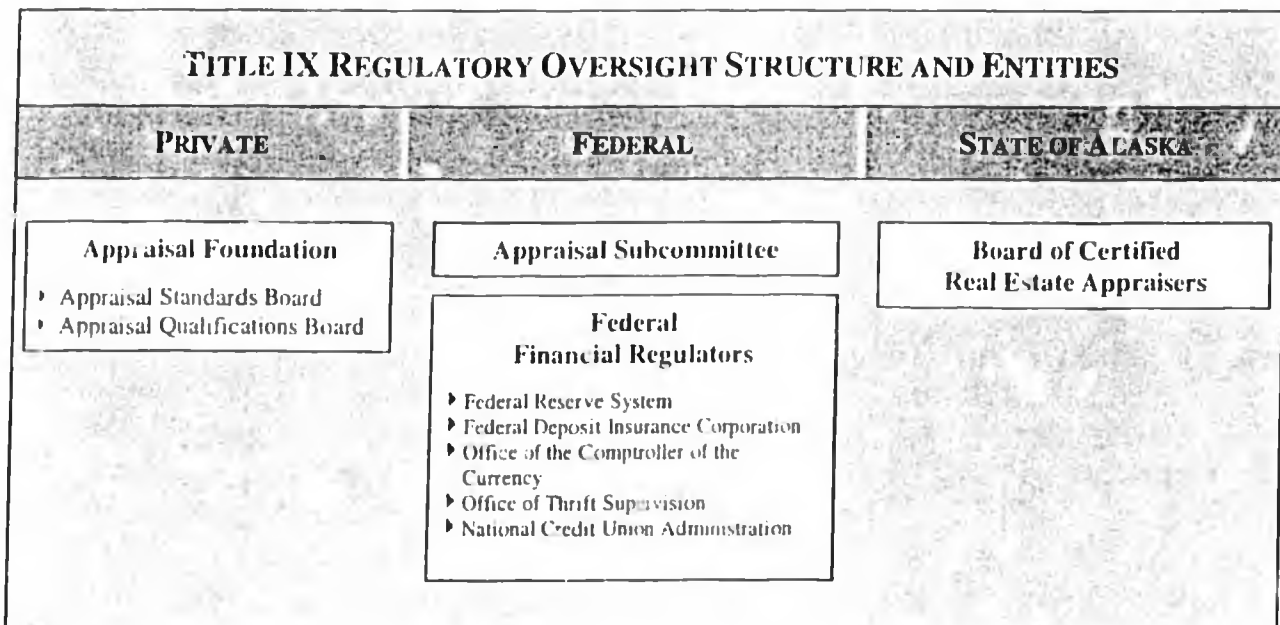 TITLE IX REGULATORY OVERSIGHT STRUCTURE AND ENTITIES
PRIVATE
FEDERAL
STATE OF ALASKA
Appraisal Foundation
▸ Appraisal Standards Board
▸ Appraisal Qualifications Board
Appraisal Subcommittee
Federal
Financial Regulators
▸ Federal Reserve System
▸ Federal Deposit Insurance Corporation
▸ Office of the Comptroller of the
Currency
▸ Office of Thrift Supervision
▸ National Credit Union Administration
Board of Certified
Real Estate Appraisers